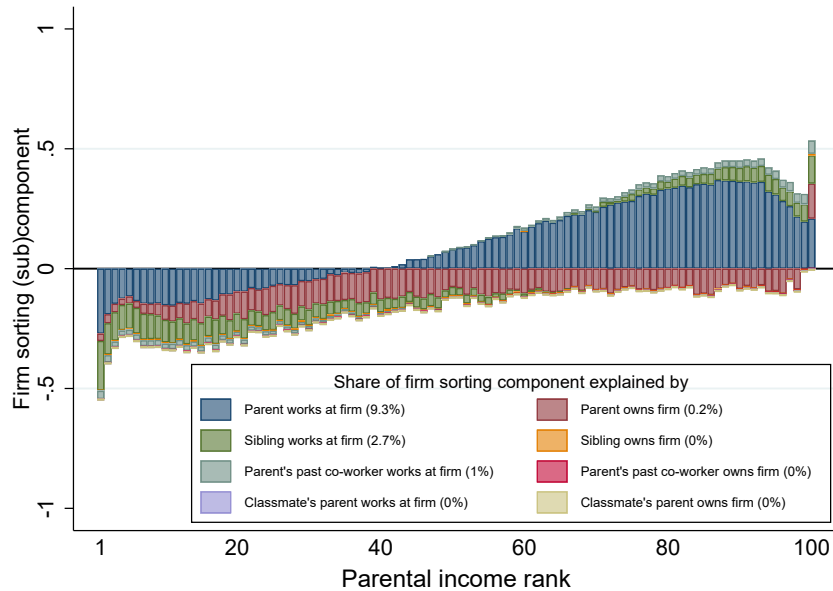 1
.5
0
-.5
-1
Firm sorting (sub)component
Share of firm sorting component explained by
Parent works at firm (9.3%)
Parent owns firm (0.2%)
Sibling works at firm (2.7%)
Sibling owns firm (0%)
Parent's past co-worker works at firm (1%)
Parent's past co-worker owns firm (0%)
Classmate's parent works at firm (0%)
Classmate's parent owns firm (0%)
1 20 40 60 80 100
Parental income rank